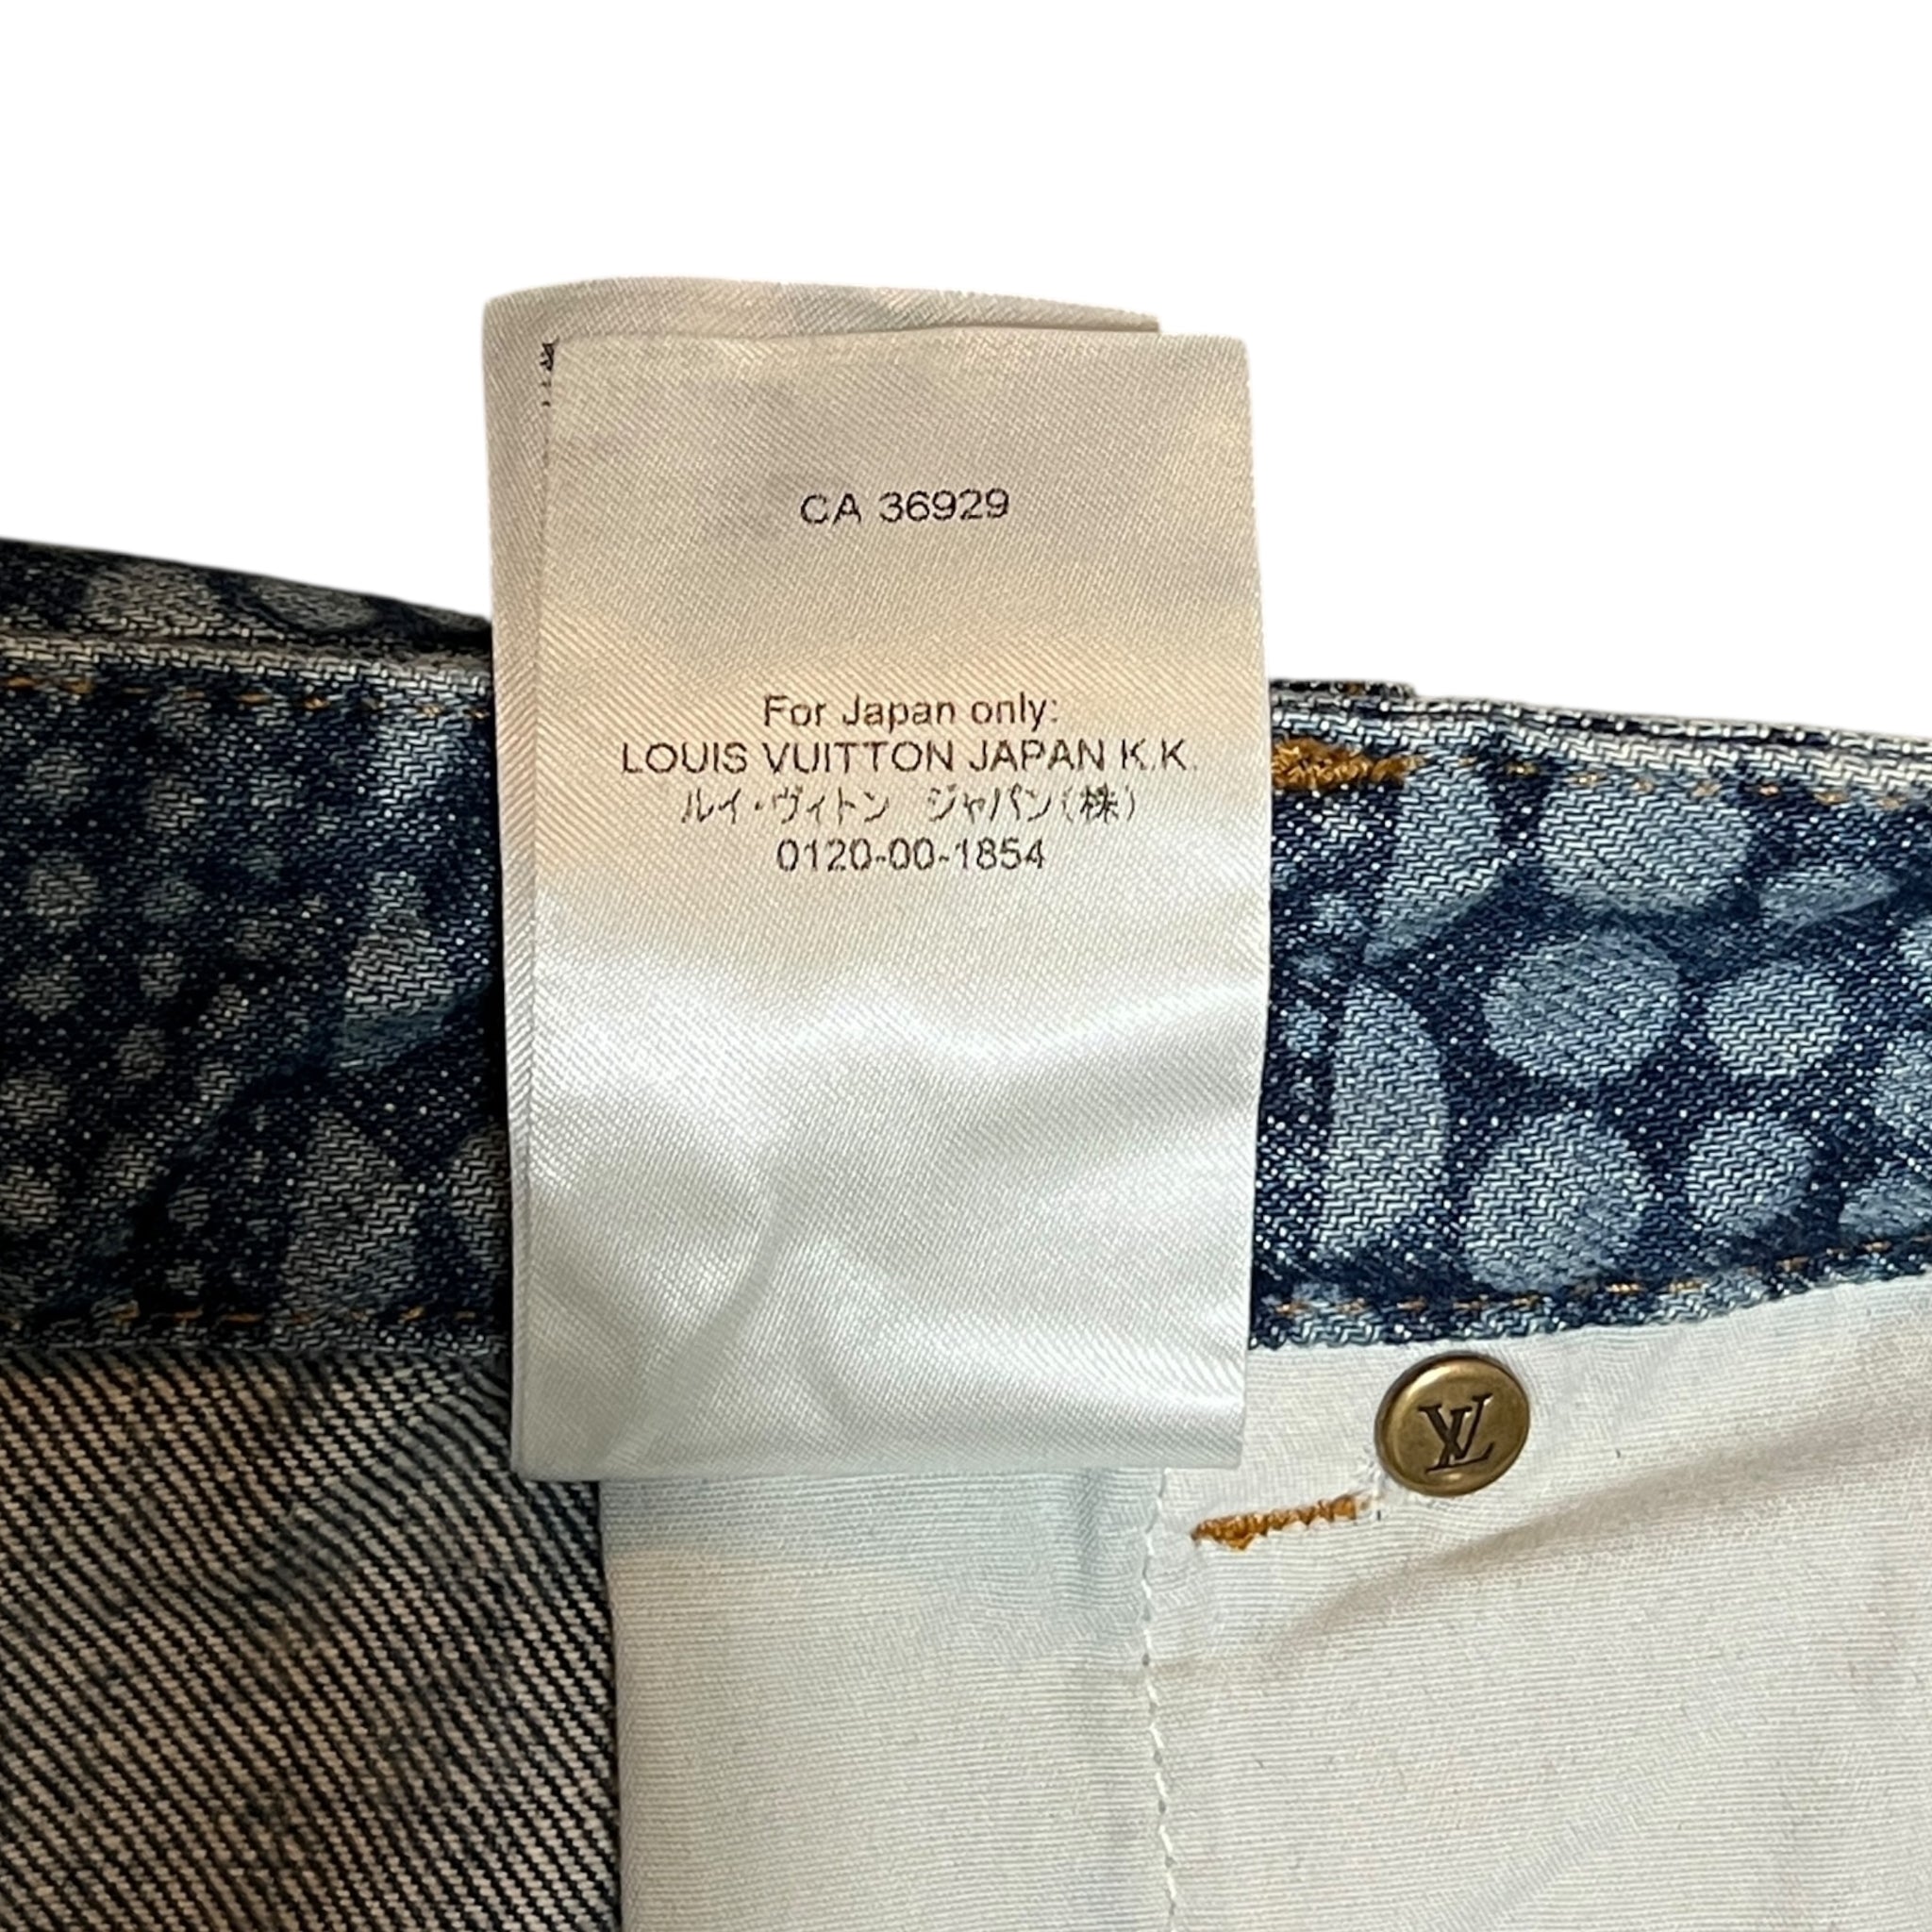 CA 36929
For Japan only:
LOUIS VUITTON JAPAN K.K.
ルイ・ヴィトン ジャパン(株)
0120-00-1854
LV